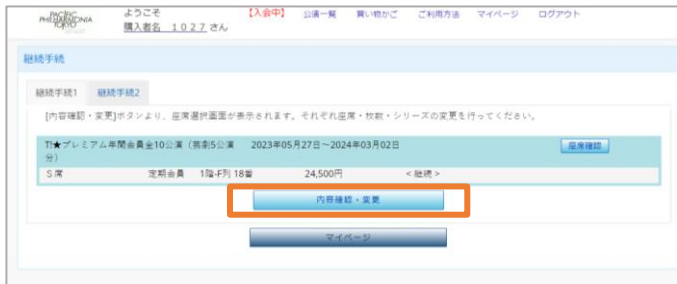 PACIFIC
PHILHARMONIA
TOKYO
ようこそ
購入者名 1027 さん
【入会中】 公演一覧 買い物かご ご利用方法 マイページ ログアウト
継続手続
継続手続1 継続手続2
[内容確認・変更]ボタンより、座席選択画面が表示されます。それぞれ座席・枚数・シリーズの変更を行ってください。
TI★プレミアム年間会員全10公演（芸劇5公演 2023年05月27日～2024年03月02日 座席確認
分）
S席 定期会員 1階-F列 18番 24,500円 ＜継続＞
内容確認・変更
マイページ